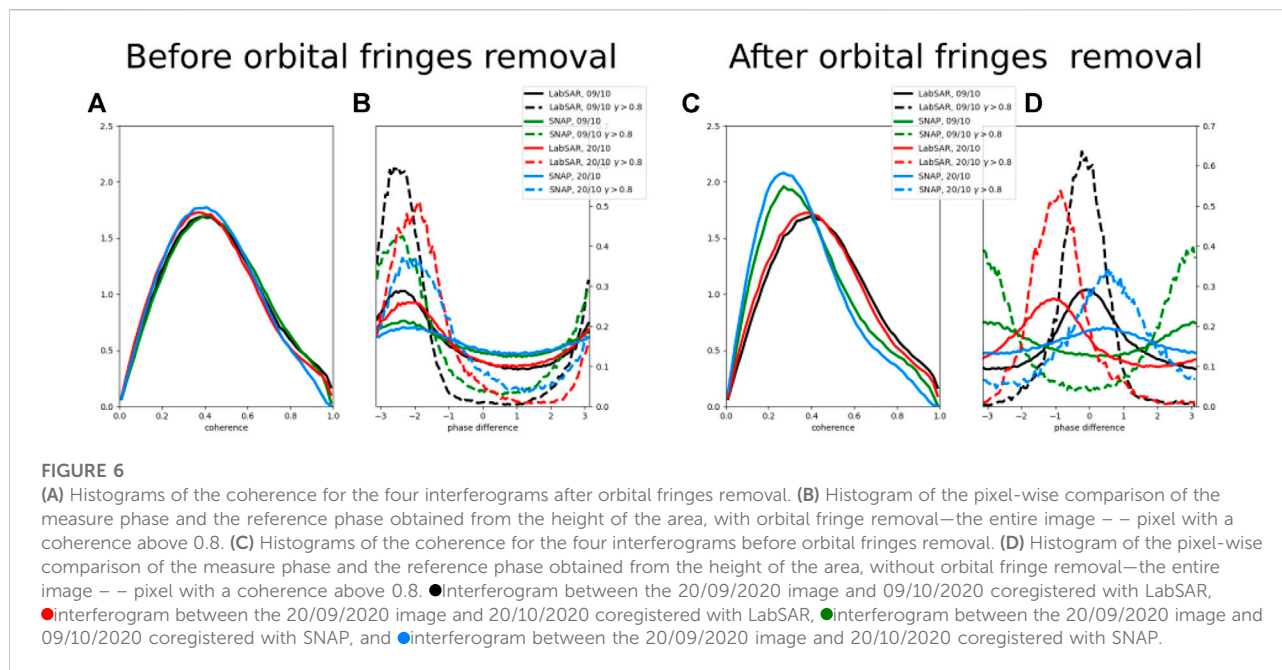 Before orbital fringes removal
After orbital fringes removal
A
B
C
D
LabSAR, 09/10
LabSAR, 09/10 γ > 0.8
SNAP, 09/10
SNAP, 09/10 γ > 0.8
LabSAR, 20/10
LabSAR, 20/10 γ > 0.8
SNAP, 20/10
SNAP, 20/10 γ > 0.8
LabSAR, 09/10
LabSAR, 09/10 γ > 0.8
SNAP, 09/10
SNAP, 09/10 γ > 0.8
LabSAR, 20/10
LabSAR, 20/10 γ > 0.8
SNAP, 20/10
SNAP, 20/10 γ > 0.8
2.5
2.0
1.5
1.0
0.5
0.0
0.0 0.2 0.4 0.6 0.8 1.0
coherence
0.5
0.4
0.3
0.2
0.1
0.0
−3 −2 −1 0 1 2 3
phase difference
2.5
2.0
1.5
1.0
0.5
0.0
0.0 0.2 0.4 0.6 0.8 1.0
coherence
0.7
0.6
0.5
0.4
0.3
0.2
0.1
0.0
−3 −2 −1 0 1 2 3
phase difference
FIGURE 6
(A) Histograms of the coherence for the four interferograms after orbital fringes removal. (B) Histogram of the pixel-wise comparison of the
measure phase and the reference phase obtained from the height of the area, with orbital fringe removal—the entire image – – pixel with a
coherence above 0.8. (C) Histograms of the coherence for the four interferograms before orbital fringes removal. (D) Histogram of the pixel-wise
comparison of the measure phase and the reference phase obtained from the height of the area, without orbital fringe removal—the entire
image – – pixel with a coherence above 0.8. ●Interferogram between the 20/09/2020 image and 09/10/2020 coregistered with LabSAR,
●interferogram between the 20/09/2020 image and 20/10/2020 coregistered with LabSAR, ●interferogram between the 20/09/2020 image and
09/10/2020 coregistered with SNAP, and ●interferogram between the 20/09/2020 image and 20/10/2020 coregistered with SNAP.